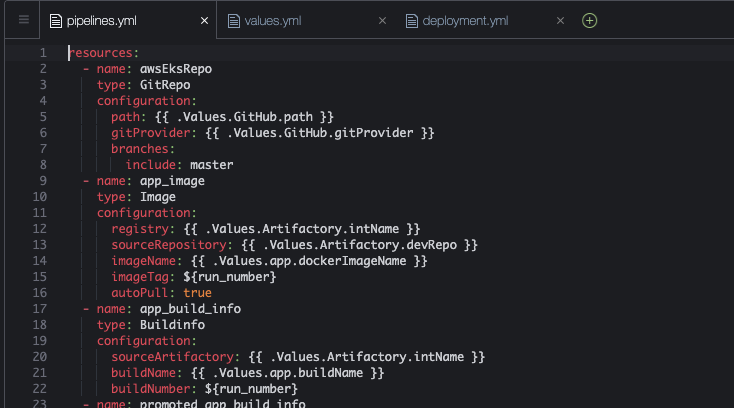 pipelines.yml × values.yml × deployment.yml ×
1 resources:
2 - name: awsEksRepo
3 type: GitRepo
4 configuration:
5 path: {{ .Values.GitHub.path }}
6 gitProvider: {{ .Values.GitHub.gitProvider }}
7 branches:
8 include: master
9 - name: app_image
10 type: Image
11 configuration:
12 registry: {{ .Values.Artifactory.intName }}
13 sourceRepository: {{ .Values.Artifactory.devRepo }}
14 imageName: {{ .Values.app.dockerImageName }}
15 imageTag: ${run_number}
16 autoPull: true
17 - name: app_build_info
18 type: Buildinfo
19 configuration:
20 sourceArtifactory: {{ .Values.Artifactory.intName }}
21 buildName: {{ .Values.app.buildName }}
22 buildNumber: ${run_number}
23 - name: promoted_app_build_info